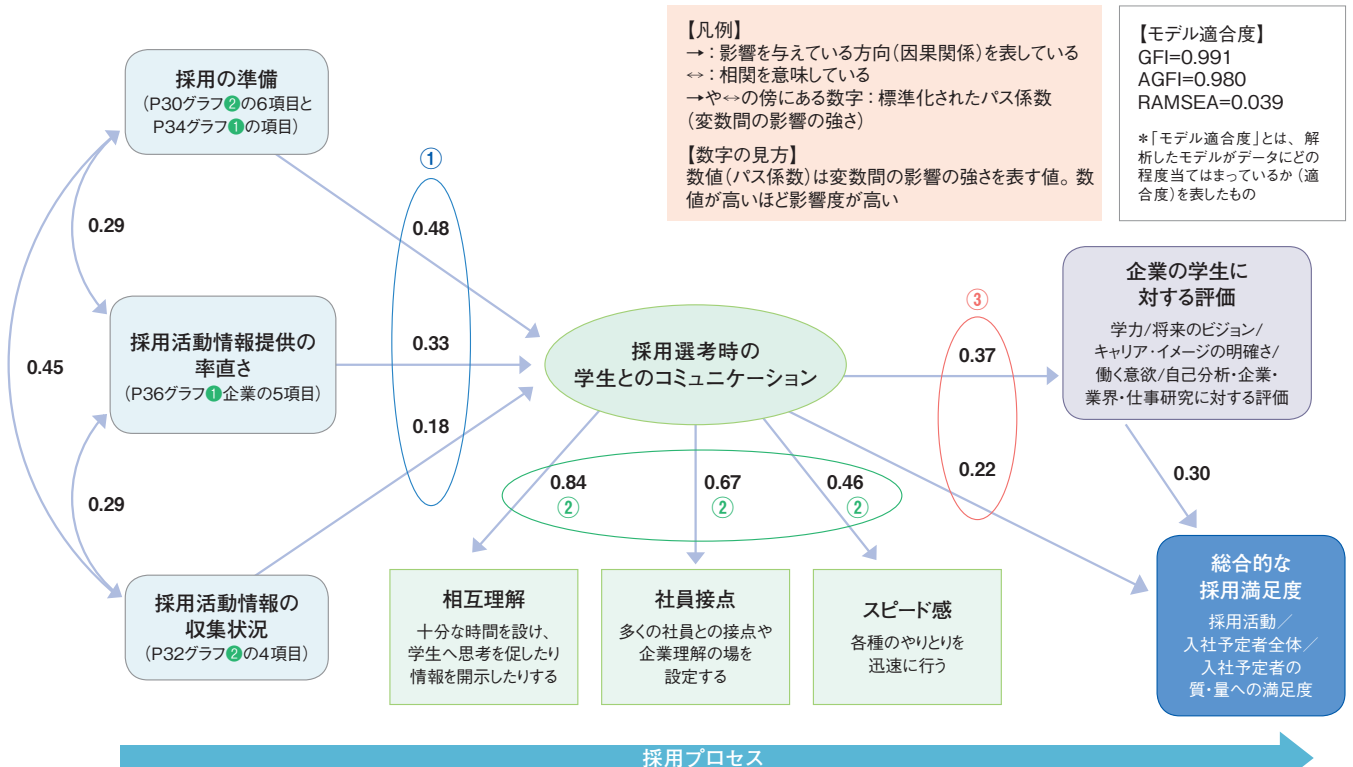 【凡例】
→：影響を与えている方向（因果関係）を表している
↔：相関を意味している
→や↔の傍にある数字：標準化されたパス係数
（変数間の影響の強さ）
【数字の見方】
数値（パス係数）は変数間の影響の強さを表す値。数
値が高いほど影響度が高い
【モデル適合度】
GFI=0.991
AGFI=0.980
RAMSEA=0.039
＊「モデル適合度」とは、解
析したモデルがデータにどの
程度当てはまっているか（適
合度）を表したもの
採用の準備
（P30グラフ❷の6項目と
P34グラフ❶の項目）
0.29
0.45
採用活動情報提供の
率直さ
（P36グラフ❶企業の5項目）
0.29
採用活動情報の
収集状況
（P32グラフ❷の4項目）
①
0.48
0.33
0.18
採用選考時の
学生とのコミュニケーション
0.84
②
0.67
②
0.46
②
相互理解
十分な時間を設け、
学生へ思考を促したり
情報を開示したりする
社員接点
多くの社員との接点や
企業理解の場を
設定する
スピード感
各種のやりとりを
迅速に行う
③
0.37
0.22
企業の学生に
対する評価
学力/将来のビジョン/
キャリア・イメージの明確さ/
働く意欲/自己分析・企業・
業界・仕事研究に対する評価
0.30
総合的な
採用満足度
採用活動／
入社予定者全体／
入社予定者の
質・量への満足度
採用プロセス